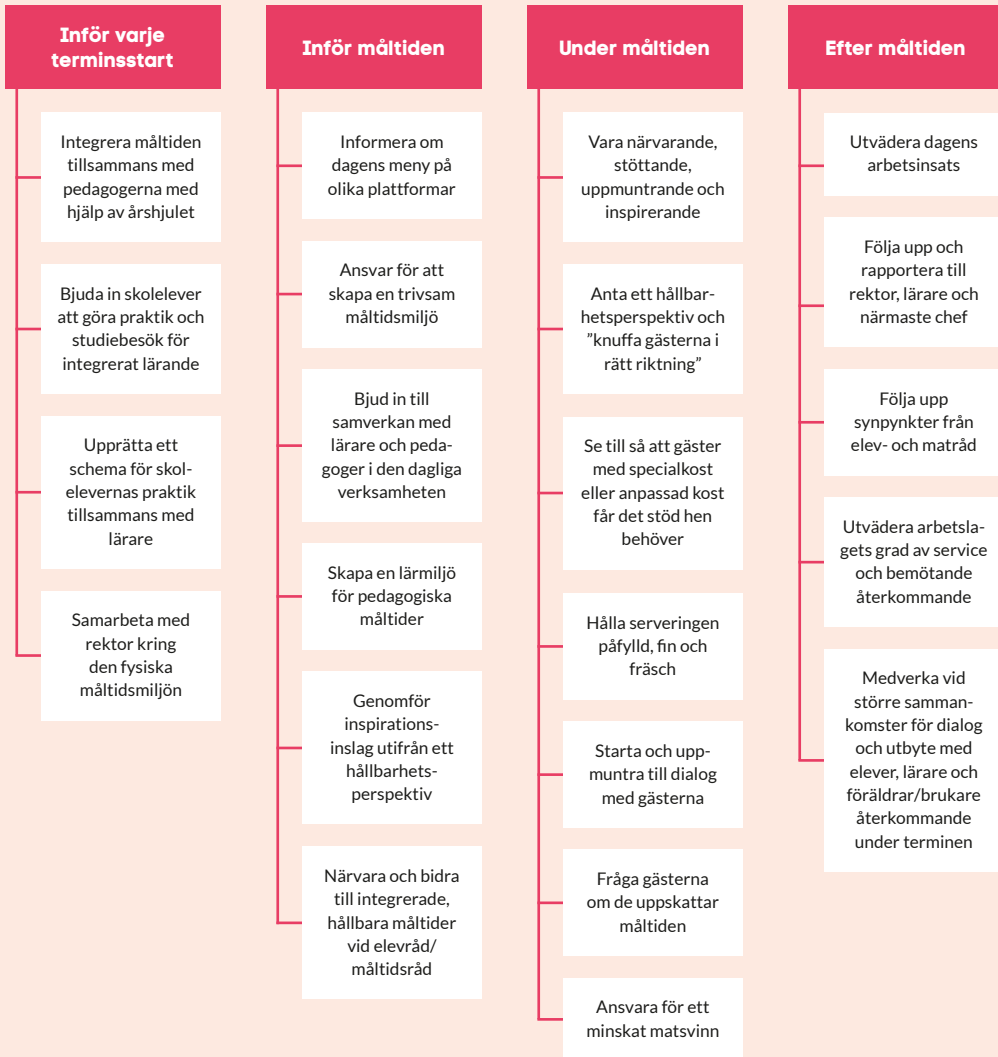 Inför varje
terminsstart
Integrera måltiden
tillsammans med
pedagogerna med
hjälp av årshjulet
Bjuda in skolelever
att göra praktik och
studiebesök för
integrerat lärande
Upprätta ett
schema för skol-
elevernas praktik
tillsammans med
lärare
Samarbeta med
rektor kring
den fysiska
måltidsmiljön
Inför måltiden
Informera om
dagens meny på
olika plattformar
Ansvar för att
skapa en trivsam
måltidsmiljö
Bjud in till
samverkan med
lärare och peda-
goger i den dagliga
verksamheten
Skapa en lärmiljö
för pedagogiska
måltider
Genomför
inspirations-
inslag utifrån ett
hållbarhets-
perspektiv
Närvara och bidra
till integrerade,
hållbara måltider
vid elevråd/
måltidsråd
Under måltiden
Vara närvarande,
stöttande,
uppmuntrande och
inspirerande
Anta ett hållbar-
hetsperspektiv och
”knuffa gästerna i
rätt riktning”
Se till så att gäster
med specialkost
eller anpassad kost
får det stöd hen
behöver
Hålla serveringen
påfylld, fin och
fräsch
Starta och upp-
muntra till dialog
med gästerna
Fråga gästerna
om de uppskattar
måltiden
Ansvara för ett
minskat matsvinn
Efter måltiden
Utvädera dagens
arbetsinsats
Följa upp och
rapportera till
rektor, lärare och
närmaste chef
Följa upp
synpynkter från
elev- och matråd
Utvädera arbetsla-
gets grad av service
och bemötande
återkommande
Medverka vid
större samman-
komster för dialog
och utbyte med
elever, lärare och
föräldrar/brukare
återkommande
under terminen